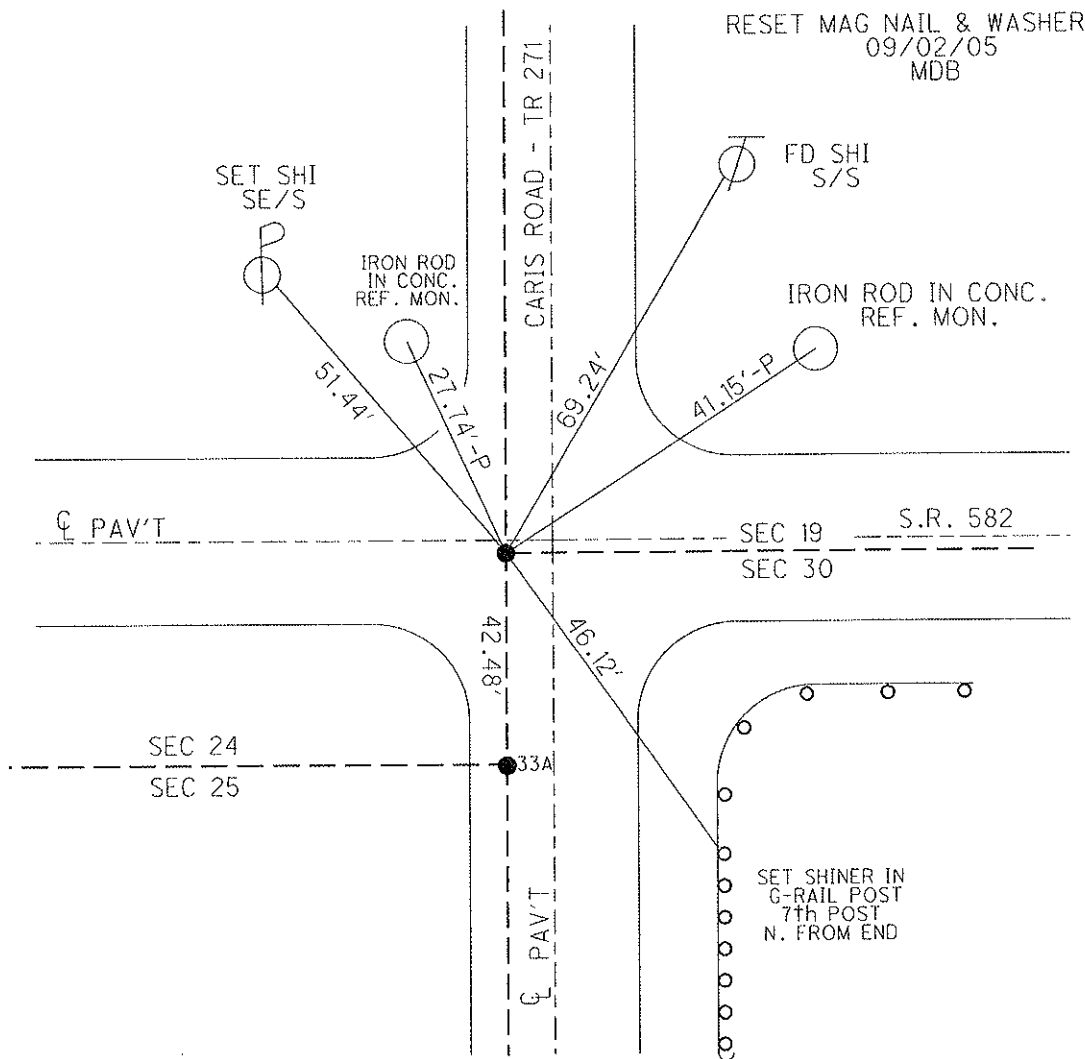 RESET MAG NAIL & WASHER
09/02/05
MDB
CARIS ROAD - TR 271
FD SHI
S/S
SET SHI
SE/S
IRON ROD
IN CONC.
REF. MON.
IRON ROD IN CONC.
REF. MON.
51.44'
27.74'-P
69.24'
41.15'-P
℄ PAV'T
SEC 19
S.R. 582
SEC 30
42.48'
46.12'
SEC 24
33A
SEC 25
SET SHINER IN
G-RAIL POST
7th POST
N. FROM END
℄ PAV'T